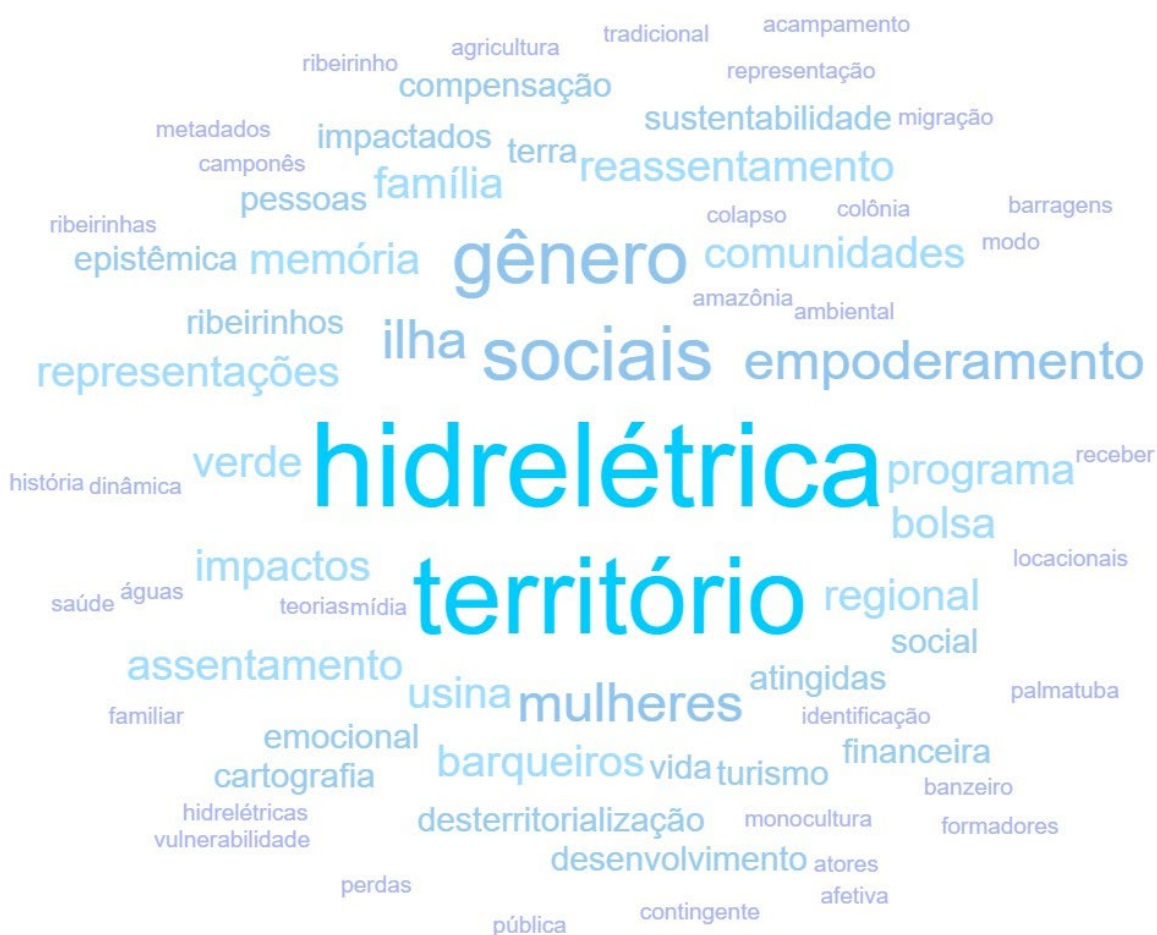 acampamento
tradicional
agricultura
ribeirinho
representação
compensação
sustentabilidade
migração
metadados
impactados
terra
reassentamento
camponês
família
pessoas
ribeirinhas
colapso
colônia
barragens
epistêmica
memória
gênero
comunidades
modo
amazônia
ambiental
ribeirinhos
ilha
sociais
empoderamento
representações
verde
hidrelétrica
programa
receber
história
dinâmica
bolsa
impactos
território
locacionais
saúde
águas
teorias
mídia
regional
social
assentamento
usina
mulheres
atingidas
palmatuba
familiar
identificação
emocional
barqueiros
vida
turismo
financeira
cartografia
banzeiro
hidrelétricas
desterritorialização
monocultura
formadores
vulnerabilidade
desenvolvimento
atores
perdas
afetiva
contingente
pública